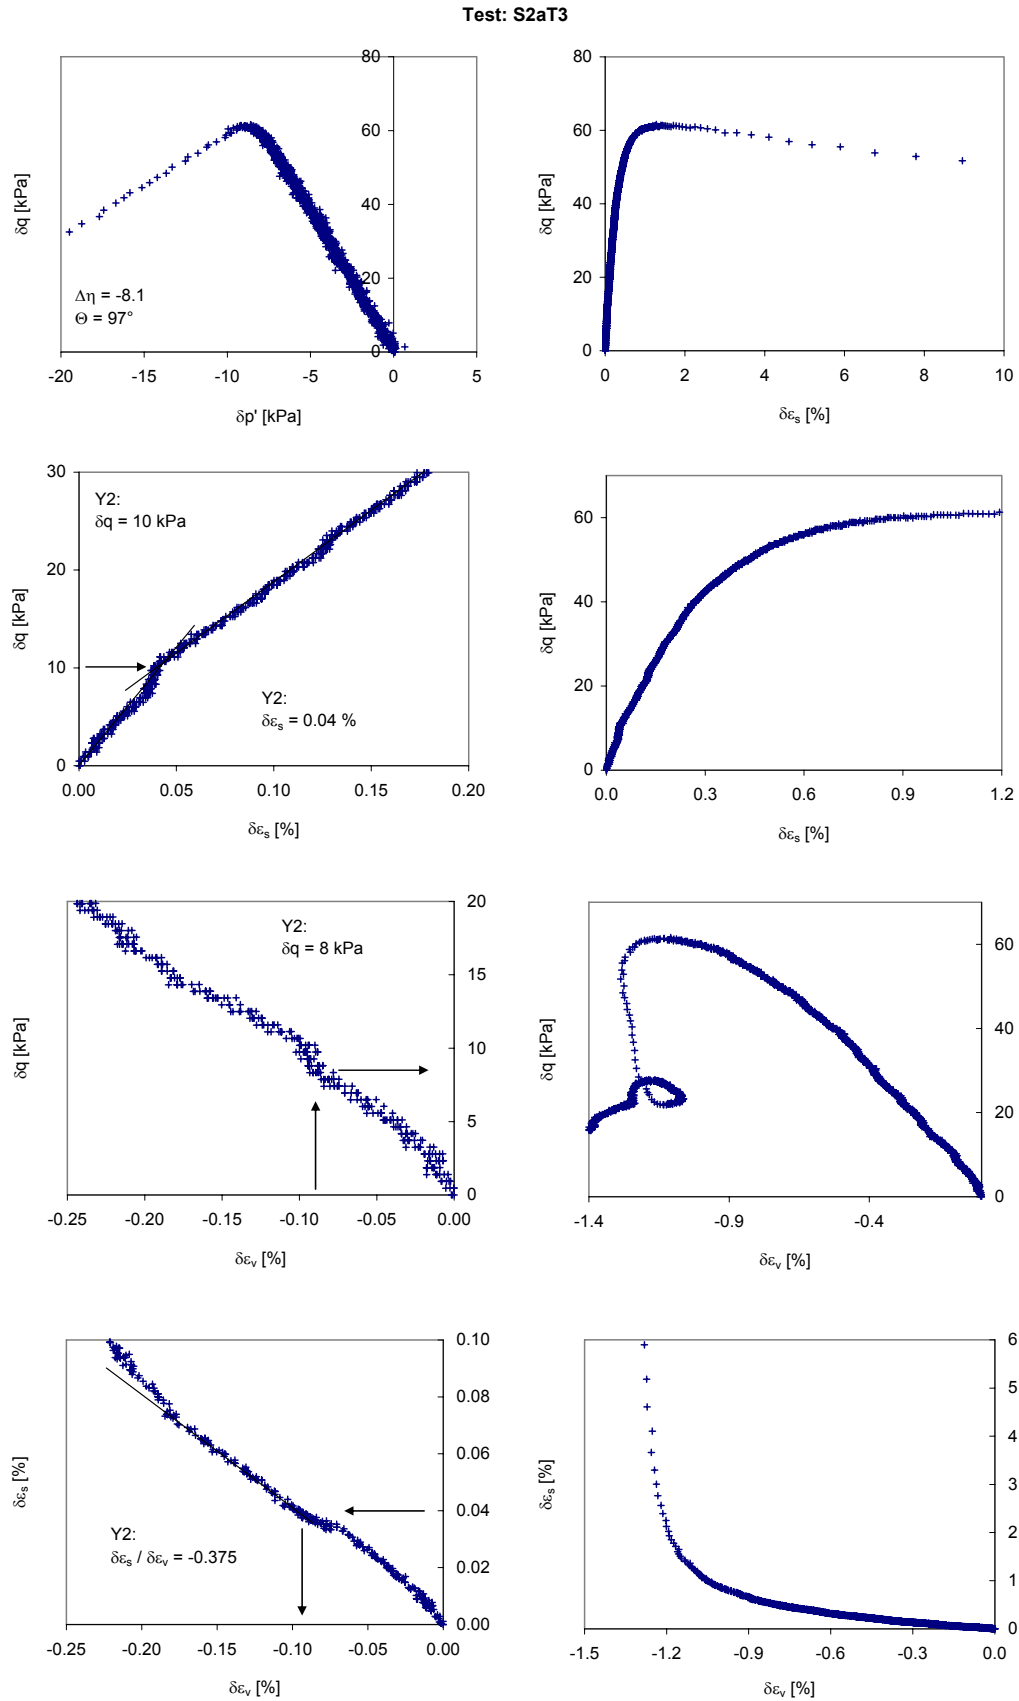 Test: S2aT3
80
60
40
20
0
δq [kPa]
Δη = -8.1
Θ = 97°
-20 -15 -10 -5 0 5
δp' [kPa]
80
60
40
20
0
δq [kPa]
0 2 4 6 8 10
δεs [%]
30
20
10
0
δq [kPa]
Y2:
δq = 10 kPa
Y2:
δεs = 0.04 %
0.00 0.05 0.10 0.15 0.20
δεs [%]
60
40
20
0
δq [kPa]
0.0 0.3 0.6 0.9 1.2
δεs [%]
20
15
10
5
0
δq [kPa]
Y2:
δq = 8 kPa
-0.25 -0.20 -0.15 -0.10 -0.05 0.00
δεv [%]
60
40
20
0
δq [kPa]
-1.4 -0.9 -0.4
δεv [%]
0.10
0.08
0.06
0.04
0.02
0.00
δεs [%]
Y2:
δεs / δεv = -0.375
-0.25 -0.20 -0.15 -0.10 -0.05 0.00
δεv [%]
6
5
4
3
2
1
0
δεs [%]
-1.5 -1.2 -0.9 -0.6 -0.3 0.0
δεv [%]